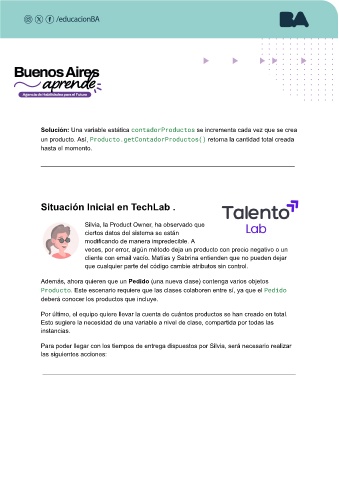 /educacionBA
BA
Buenos Aires
aprende
Agencia de Habilidades para el Futuro
Solución: Una variable estática contadorProductos se incrementa cada vez que se crea
un producto. Así, Producto.getContadorProductos() retorna la cantidad total creada
hasta el momento.
Situación Inicial en TechLab .
Talento
Lab
Silvia, la Product Owner, ha observado que
ciertos datos del sistema se están
modificando de manera impredecible. A
veces, por error, algún método deja un producto con precio negativo o un
cliente con email vacío. Matías y Sabrina entienden que no pueden dejar
que cualquier parte del código cambie atributos sin control.
Además, ahora quieren que un Pedido (una nueva clase) contenga varios objetos
Producto. Este escenario requiere que las clases colaboren entre sí, ya que el Pedido
deberá conocer los productos que incluye.
Por último, el equipo quiere llevar la cuenta de cuántos productos se han creado en total.
Esto sugiere la necesidad de una variable a nivel de clase, compartida por todas las
instancias.
Para poder llegar con los tiempos de entrega dispuestos por Silvia, será necesario realizar
las siguientes acciones: